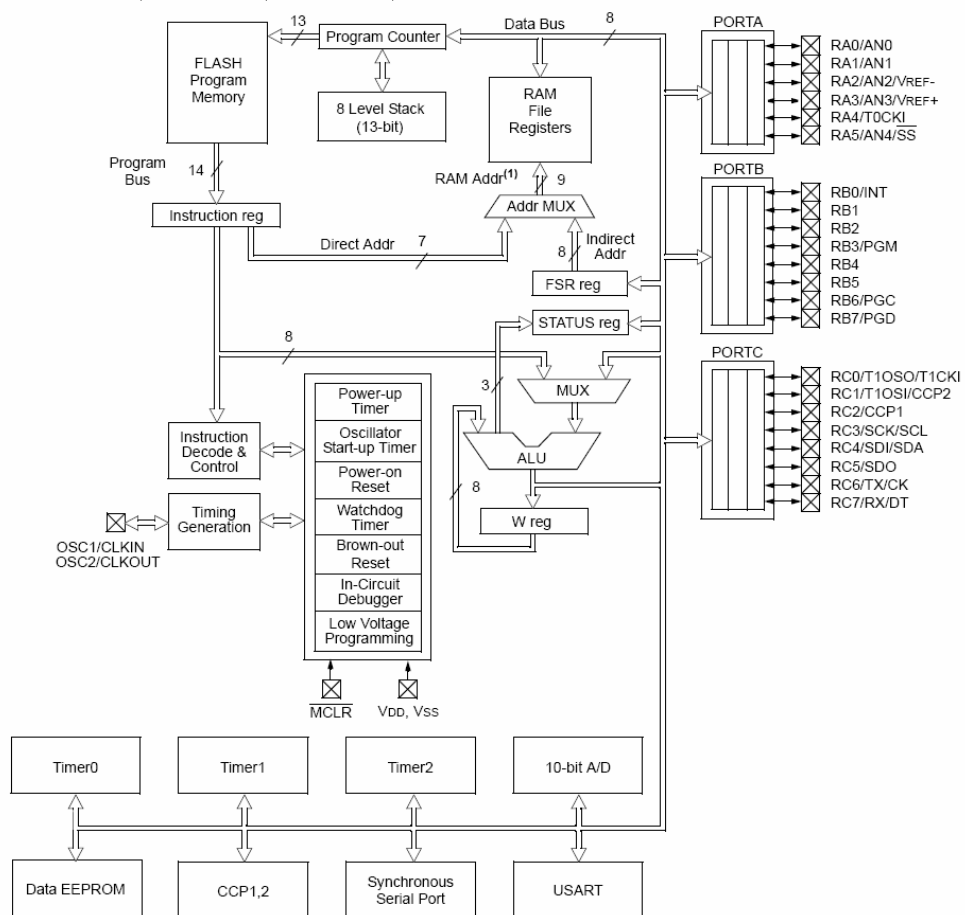 13
Program Counter
Data Bus
8
PORTA
FLASH
Program
Memory
8 Level Stack
(13-bit)
RAM
File
Registers
RA0/AN0
RA1/AN1
RA2/AN2/VREF-
RA3/AN3/VREF+
RA4/T0CKI
RA5/AN4/SS
Program
Bus
14
RAM Addr(1)
9
PORTB
Instruction reg
Addr MUX
Direct Addr
7
8
Indirect
Addr
FSR reg
RB0/INT
RB1
RB2
RB3/PGM
RB4
RB5
RB6/PGC
RB7/PGD
STATUS reg
8
3
MUX
PORTC
Power-up
Timer
Oscillator
Start-up Timer
Power-on
Reset
Watchdog
Timer
Brown-out
Reset
In-Circuit
Debugger
Low Voltage
Programming
Instruction
Decode &
Control
ALU
8
W reg
RC0/T1OSO/T1CKI
RC1/T1OSI/CCP2
RC2/CCP1
RC3/SCK/SCL
RC4/SDI/SDA
RC5/SDO
RC6/TX/CK
RC7/RX/DT
Timing
Generation
OSC1/CLKIN
OSC2/CLKOUT
MCLR
VDD, VSS
Timer0
Timer1
Timer2
10-bit A/D
Data EEPROM
CCP1,2
Synchronous
Serial Port
USART